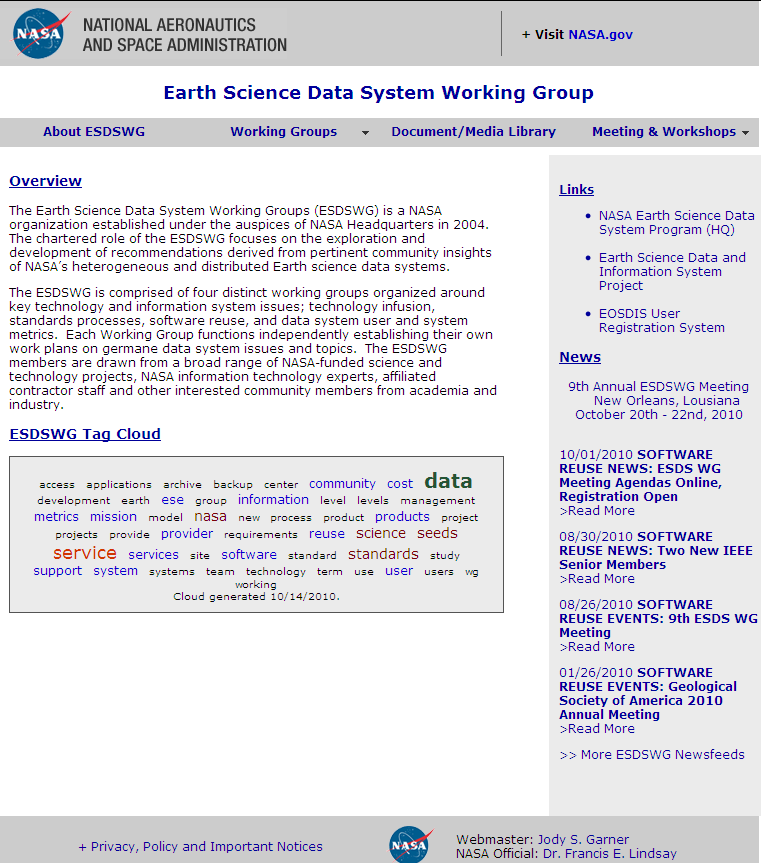 NASA
NATIONAL AERONAUTICS
AND SPACE ADMINISTRATION
+ Visit NASA.gov
Earth Science Data System Working Group
About ESDSWG
Working Groups
Document/Media Library
Meeting & Workshops
Overview
The Earth Science Data System Working Groups (ESDSWG) is a NASA
organization established under the auspices of NASA Headquarters in 2004.
The chartered role of the ESDSWG focuses on the exploration and
development of recommendations derived from pertinent community insights
of NASA's heterogeneous and distributed Earth science data systems.
The ESDSWG is comprised of four distinct working groups organized around
key technology and information system issues; technology infusion,
standards processes, software reuse, and data system user and system
metrics.  Each Working Group functions independently establishing their own
work plans on germane data system issues and topics.  The ESDSWG
members are drawn from a broad range of NASA-funded science and
technology projects, NASA information technology experts, affiliated
contractor staff and other interested community members from academia and
industry.
ESDSWG Tag Cloud
access applications archive backup center community cost data
development earth ese group information level levels management
metrics mission model nasa new process product products project
projects provide provider requirements reuse science seeds
service services site software standard standards study
support system systems team technology term use user users wg
working
Cloud generated 10/14/2010.
Links
• NASA Earth Science Data
System Program (HQ)
• Earth Science Data and
Information System
Project
• EOSDIS User
Registration System
News
9th Annual ESDSWG Meeting
New Orleans, Lousiana
October 20th - 22nd, 2010
10/01/2010 SOFTWARE
REUSE NEWS: ESDS WG
Meeting Agendas Online,
Registration Open
>Read More
08/30/2010 SOFTWARE
REUSE NEWS: Two New IEEE
Senior Members
>Read More
08/26/2010 SOFTWARE
REUSE EVENTS: 9th ESDS WG
Meeting
>Read More
01/26/2010 SOFTWARE
REUSE EVENTS: Geological
Society of America 2010
Annual Meeting
>Read More
>> More ESDSWG Newsfeeds
+ Privacy, Policy and Important Notices
NASA
Webmaster: Jody S. Garner
NASA Official: Dr. Francis E. Lindsay